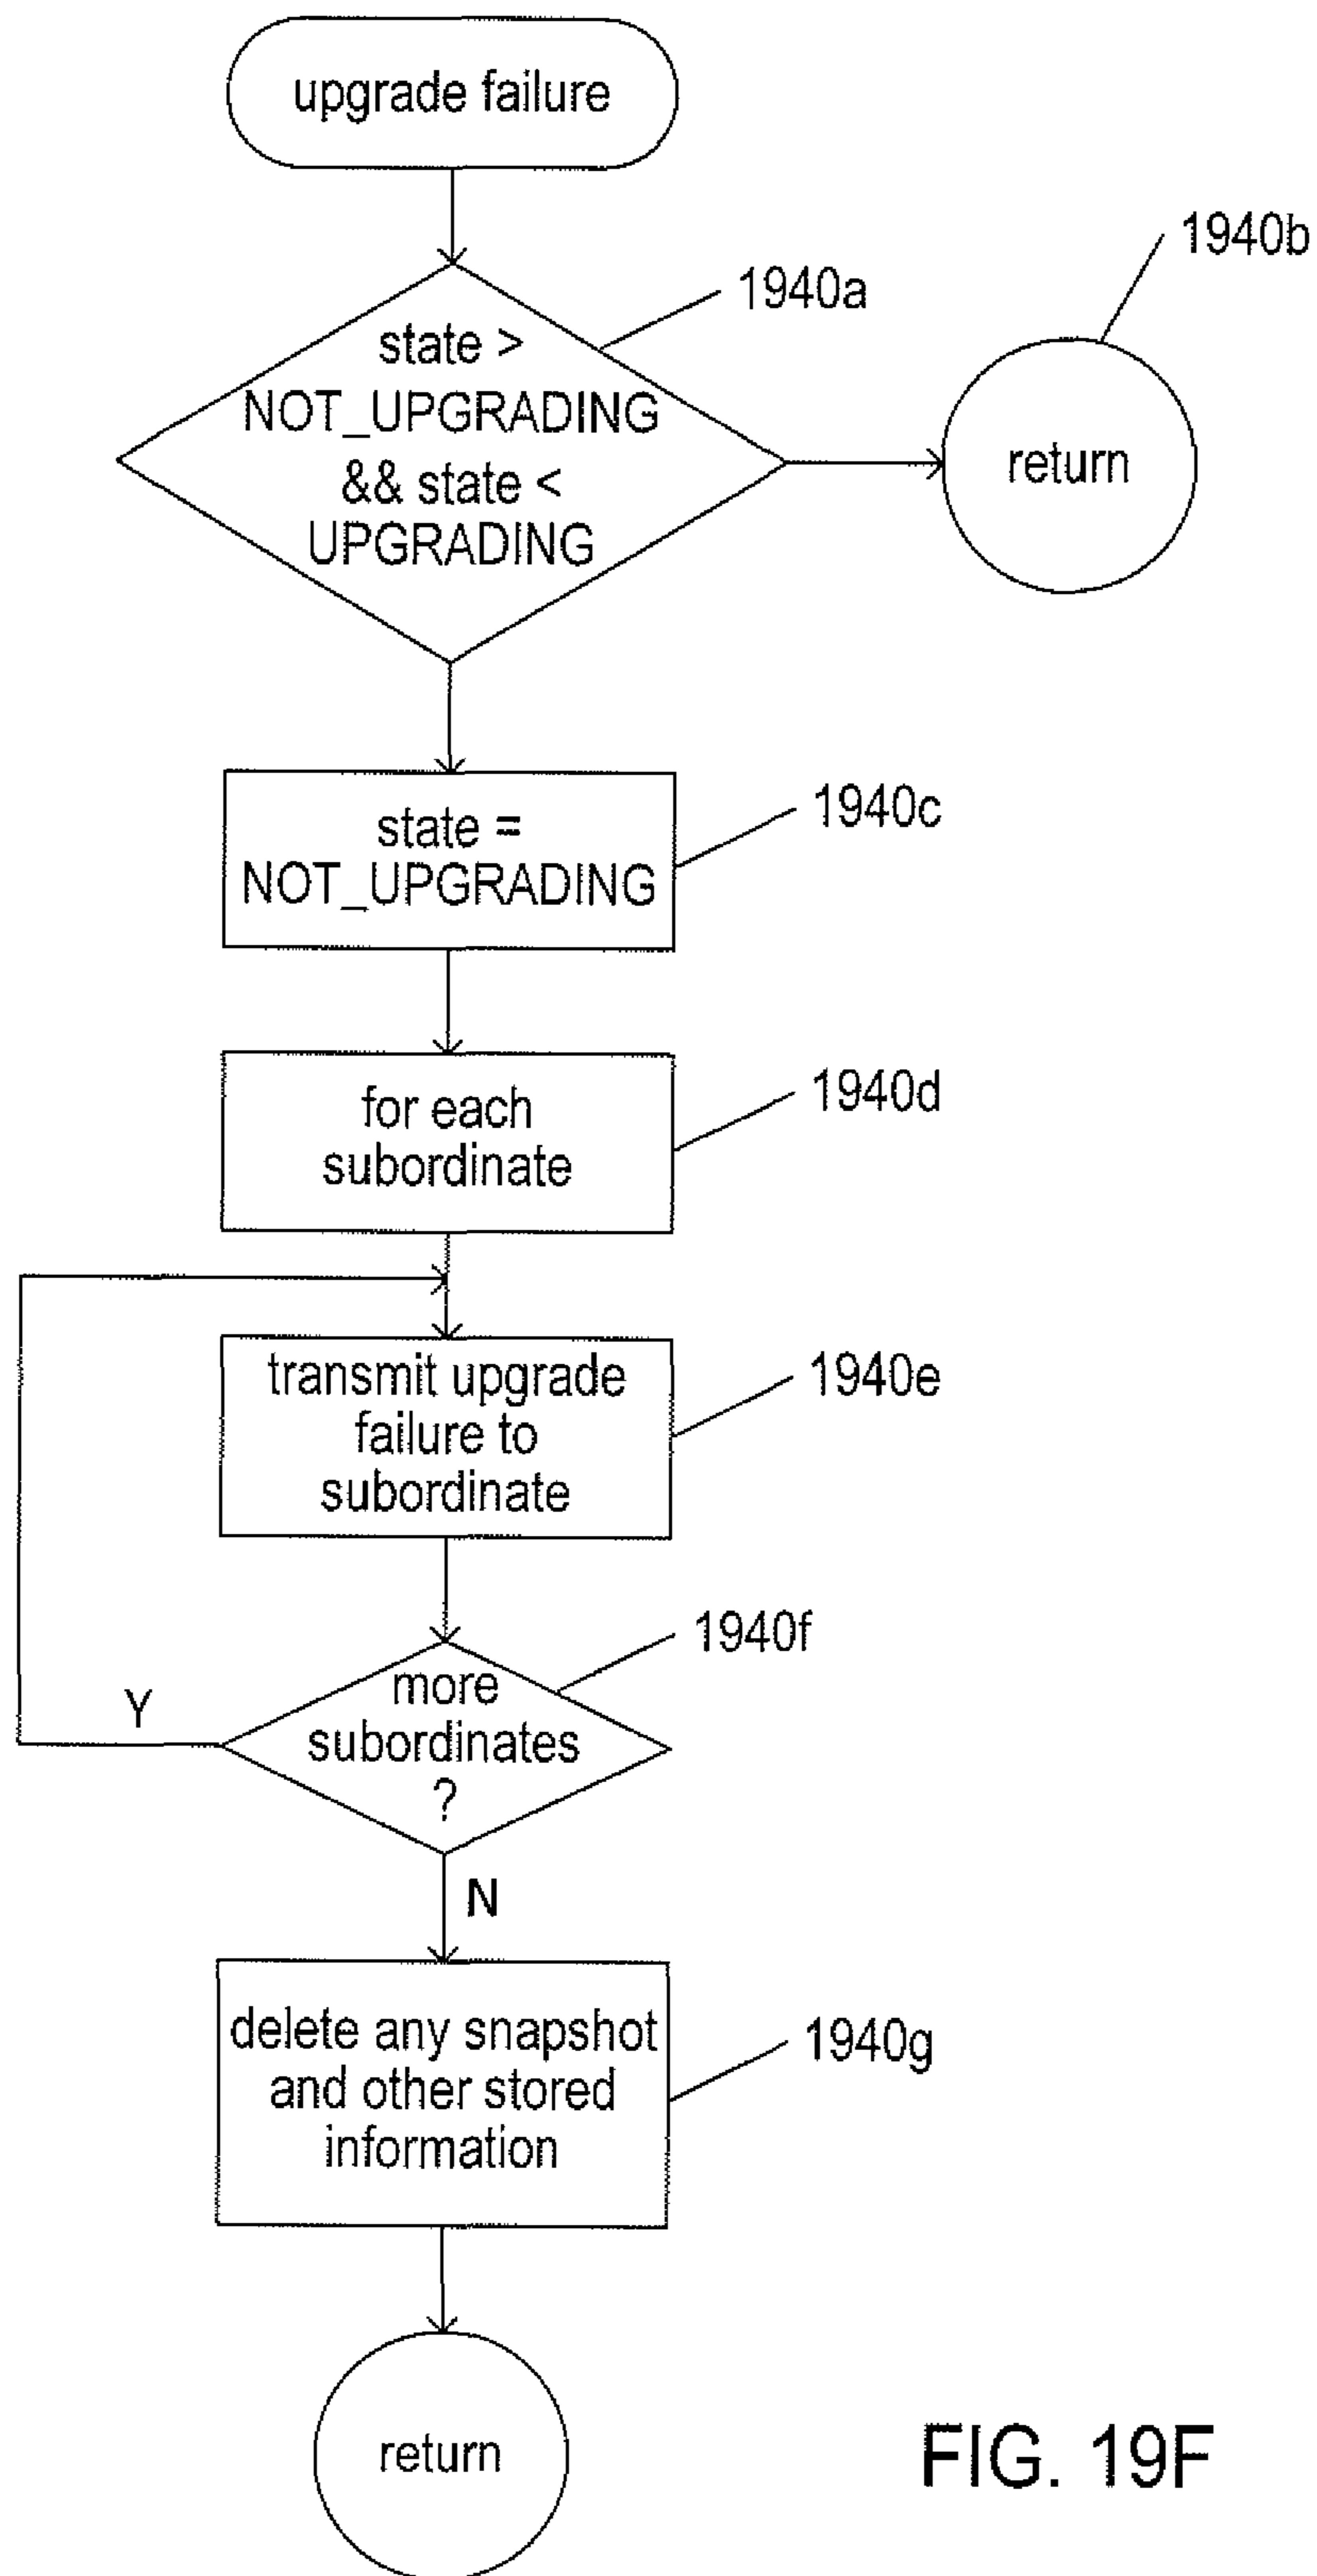 upgrade failure
1940b
1940a
state >
NOT_UPGRADING
&& state <
UPGRADING
return
state =
NOT_UPGRADING
1940c
for each
subordinate
1940d
transmit upgrade
failure to
subordinate
1940e
1940f
more
subordinates
?
Y
N
delete any snapshot
and other stored
information
1940g
return
FIG. 19F